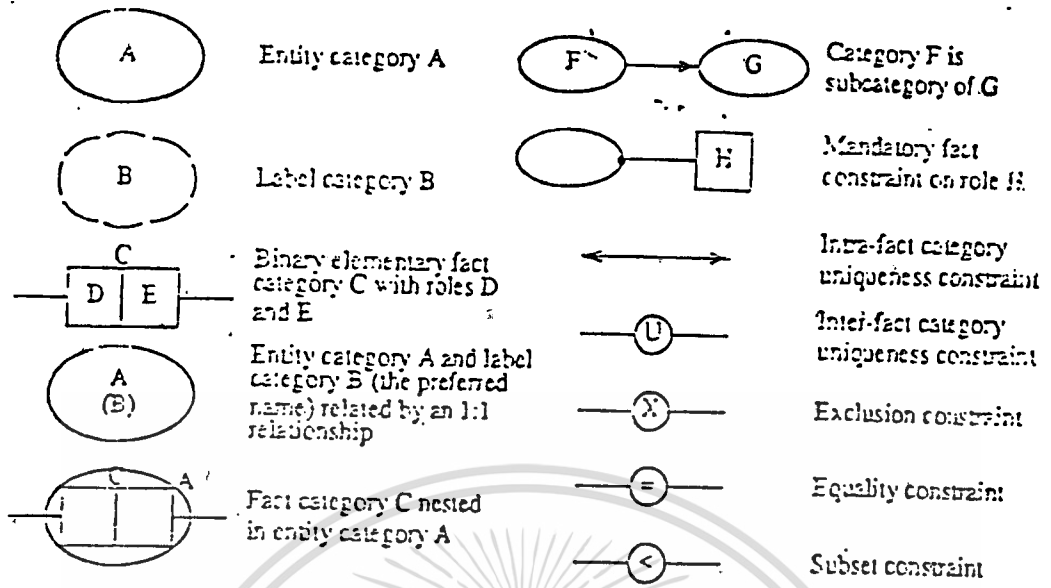 A
Entity category A
B
Label category B
C
D
E
Binary elementary fact
category C with roles D
and E
A
(B)
Entity category A and label
category B (the preferred
name) related by an 1:1
relationship
C
A
Fact category C nested
in entity category A
F
G
Category F is
subcategory of G
H
Mandatory fact
constraint on role H
Intra-fact category
uniqueness constraint
U
Inter-fact category
uniqueness constraint
X
Exclusion constraint
=
Equality constraint
<
Subset constraint